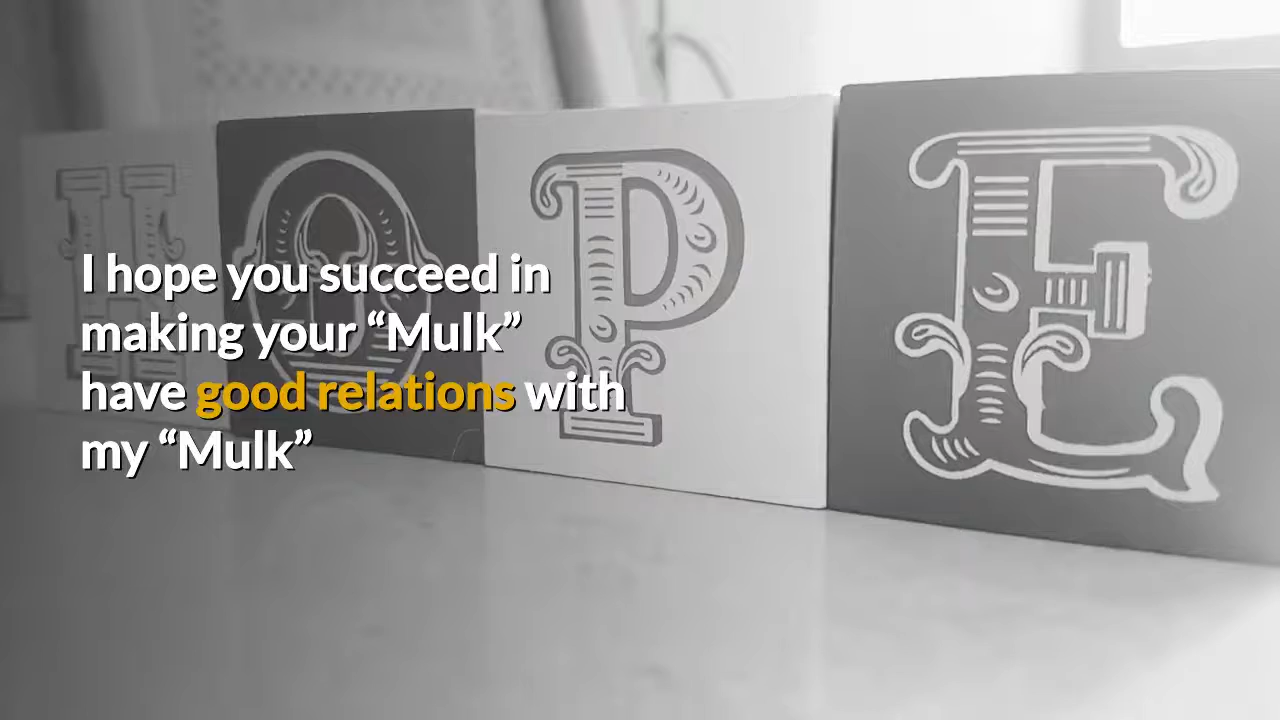 HOPE
I hope you succeed in
making your “Mulk”
have good relations with
my “Mulk”